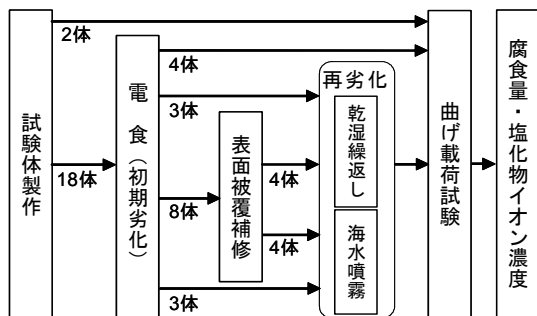 試験体製作
2体
18体
電食(初期劣化)
4体
3体
8体
3体
表面被覆補修
4体
4体
再劣化
乾湿繰返し
海水噴霧
曲げ載荷試験
腐食量・塩化物イオン濃度